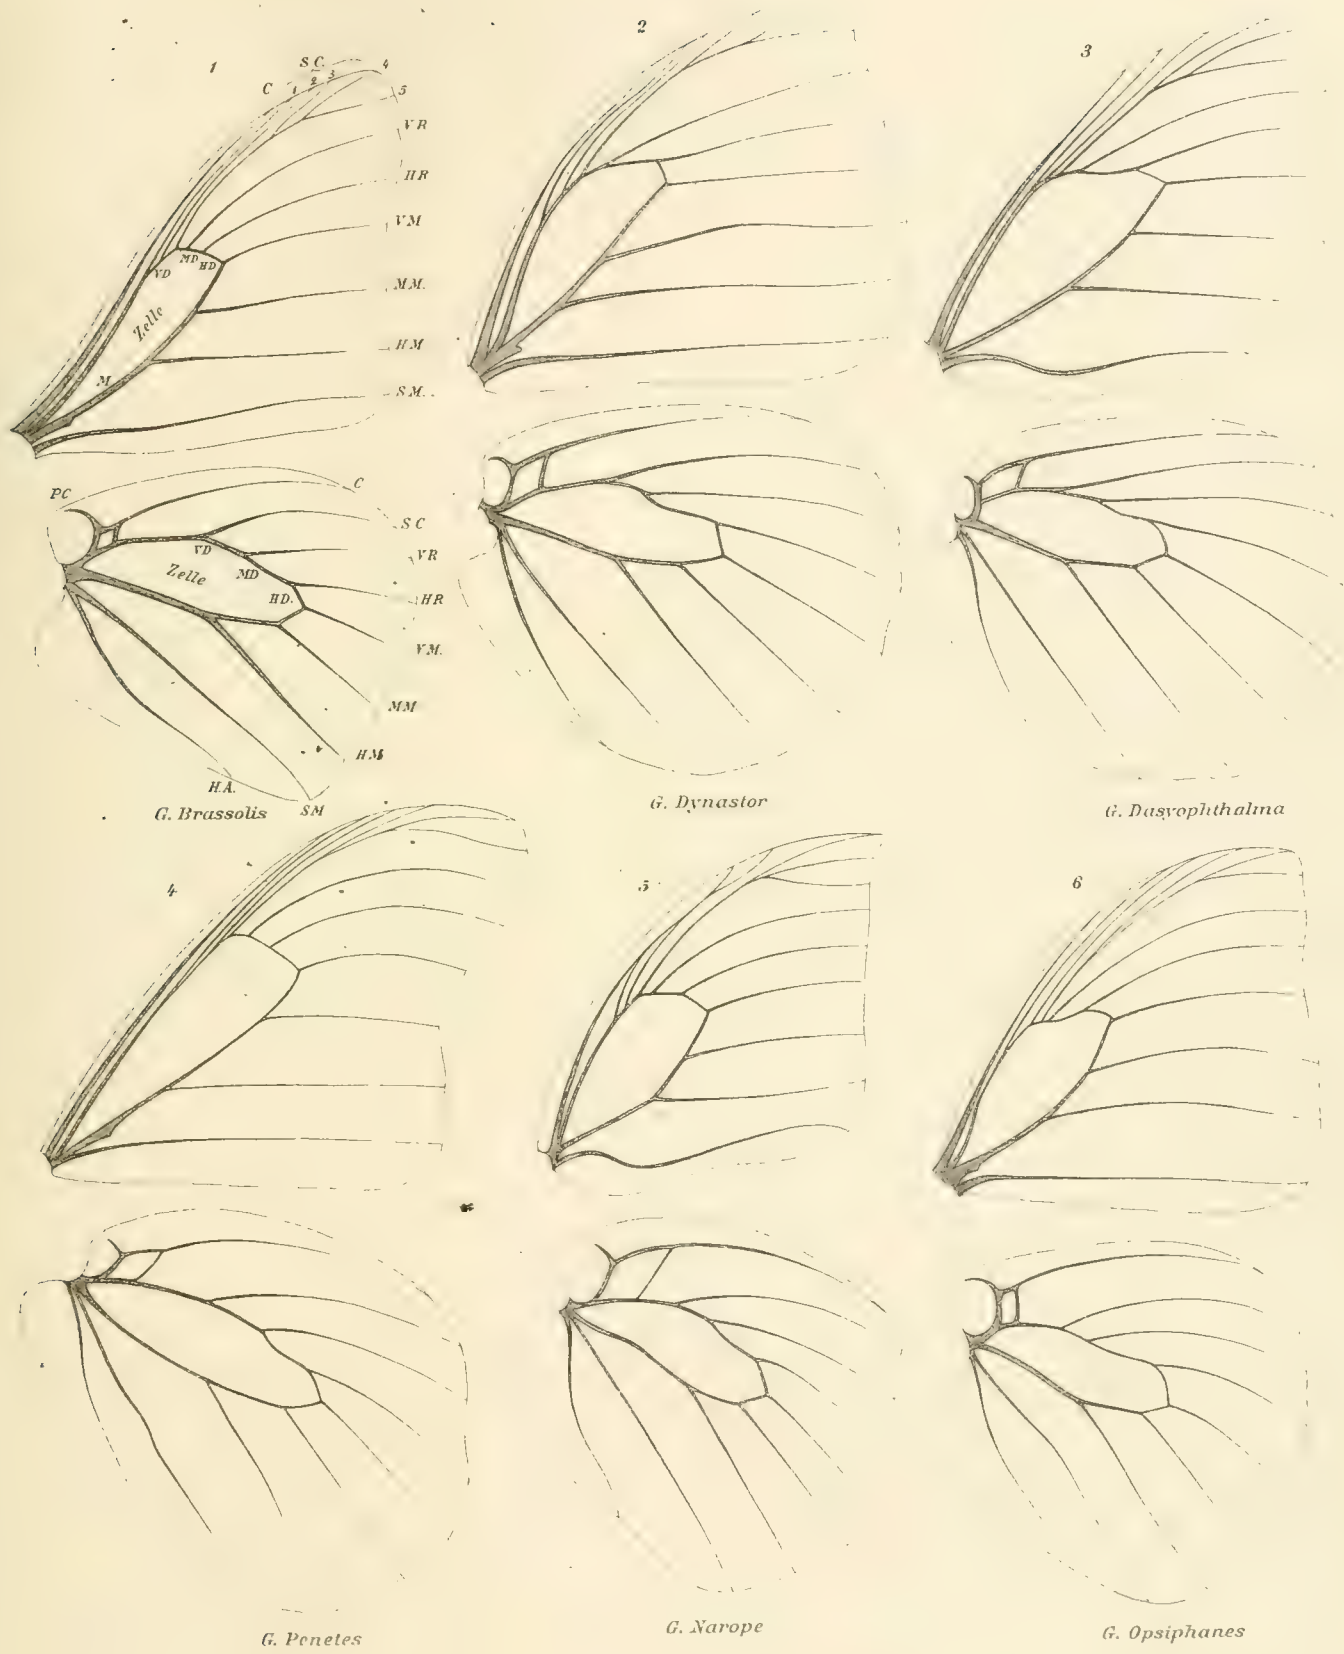 1
2
3
S C.
C 1 2 3 4
5
VR
HR
VM
MM.
HM
SM.
VD MD HD
Zelle
M
PC
C
SC
VR
HR
VM.
MM
HM
SM
H.A.
VD
MD
HD.
Zelle
G. Brassolis
G. Dynastor
G. Dasyophthalma
4
5
6
G. Penetes
G. Narope
G. Opsiphanes